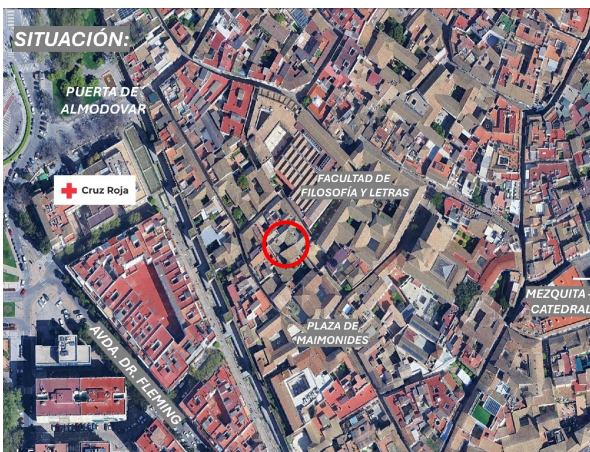 SITUACIÓN:
PUERTA DE
ALMODOVAR
Cruz Roja
FACULTAD DE
FILOSOFÍA Y LETRAS
MEZQUITA -
CATEDRAL
PLAZA DE
MAIMONIDES
AVDA. DR. FLEMING